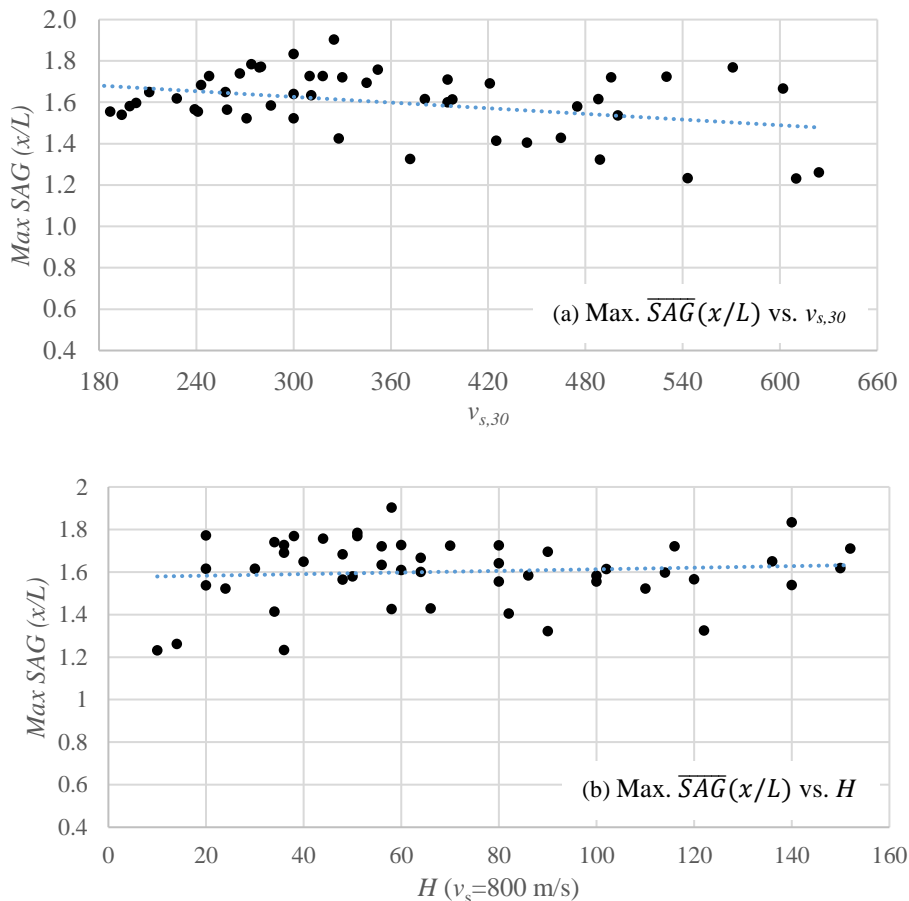 2.0
1.8
1.6
1.4
1.2
1.0
0.8
0.6
0.4
Max SAG (x/L)
(a) Max. SAG(x/L) vs. vs,30
180 240 300 360 420 480 540 600 660
vs,30
2
1.8
1.6
1.4
1.2
1
0.8
0.6
0.4
Max SAG (x/L)
(b) Max. SAG(x/L) vs. H
0 20 40 60 80 100 120 140 160
H (vs=800 m/s)